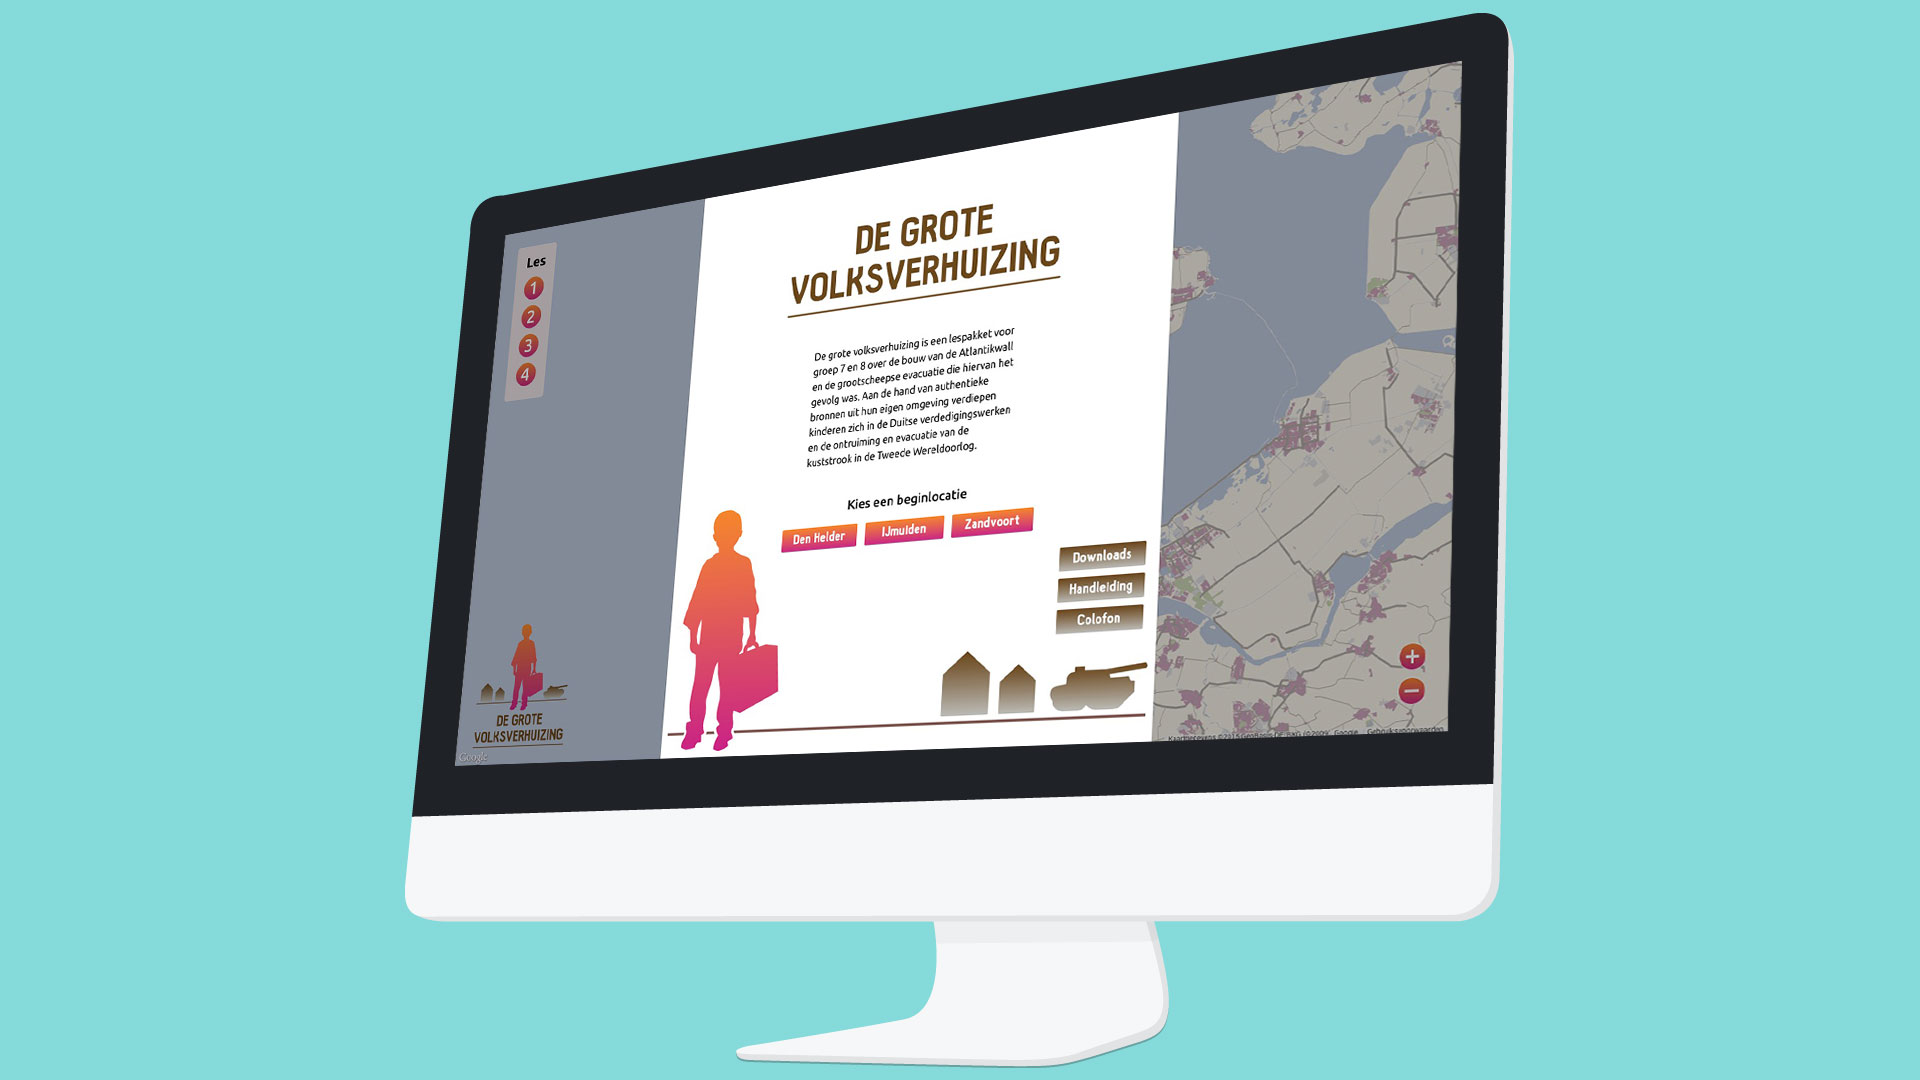 Les
1
2
3
4
DE GROTE
VOLKSVERHUIZING
De grote volksverhuizing is een lespakket voor
groep 7 en 8 over de bouw van de Atlantikwall
en de grootscheepse evacuatie die hiervan het
gevolg was. Aan de hand van authentieke
bronnen uit hun eigen omgeving verdiepen
kinderen zich in de Duitse verdedigingswerken
en de ontruiming en evacuatie van de
kuststrook in de Tweede Wereldoorlog.
Kies een beginlocatie
Den Helder
IJmuiden
Zandvoort
Downloads
Handleiding
Colofon
DE GROTE
VOLKSVERHUIZING
Google
+
−
Kaartgegevens Google Gebruiksvoorwaarden